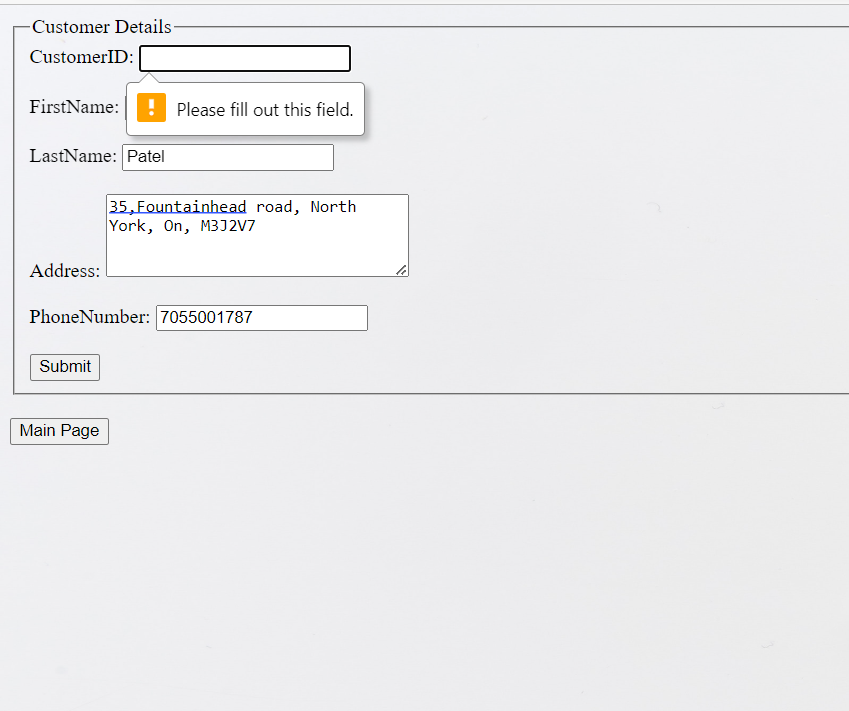 Customer Details
CustomerID:
Please fill out this field.
FirstName:
LastName: Patel
35,Fountainhead road, North
York, On, M3J2V7
Address:
PhoneNumber: 7055001787
Submit
Main Page